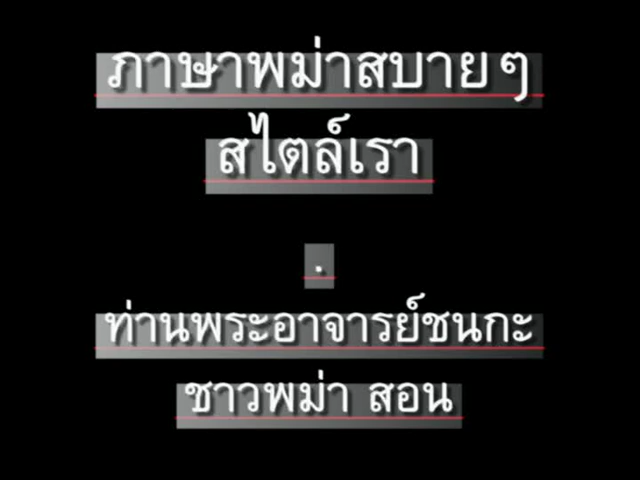 ภาษาพม่าสบายๆ
สไตล์เรา
.
ท่านพระอาจารย์ชนกะ
ชาวพม่า สอน